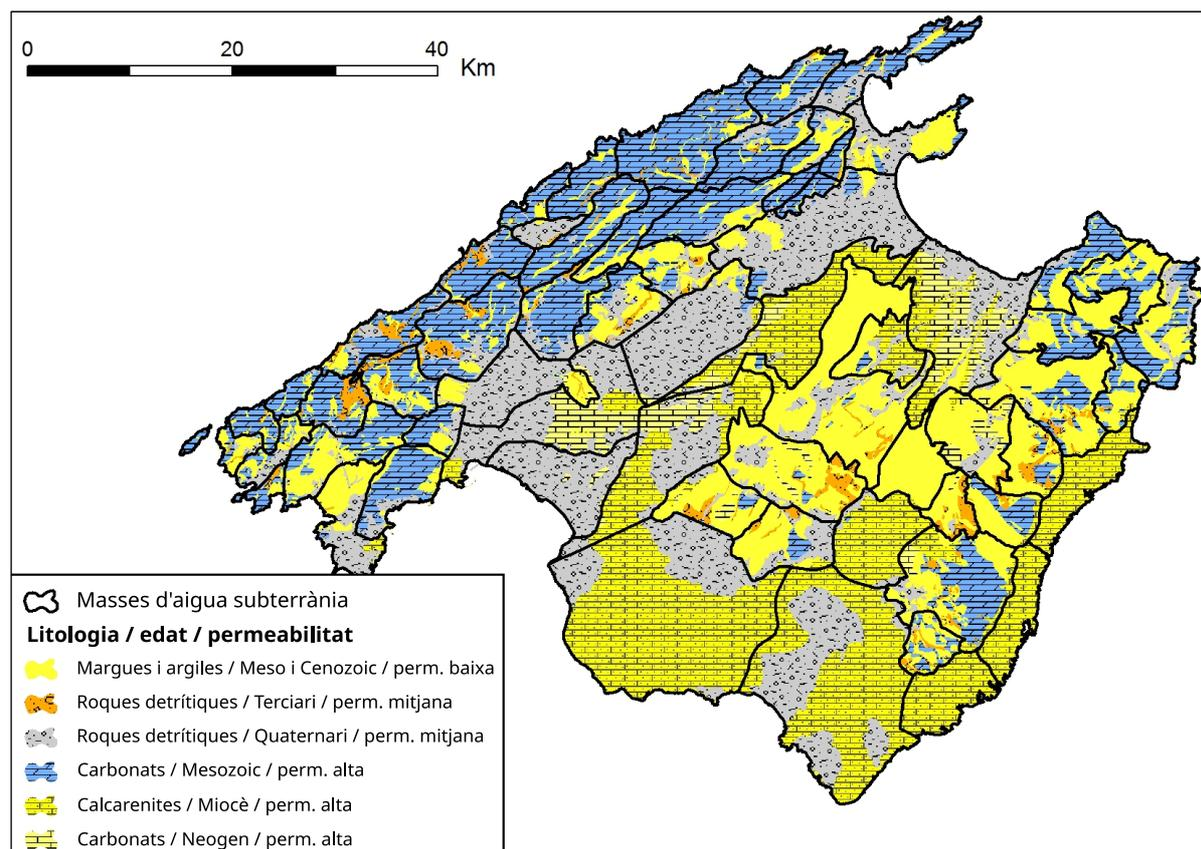 0 20 40
Km
Masses d'aigua subterrània
Litologia / edat / permeabilitat
Margues i argiles / Meso i Cenozoic / perm. baixa
Roques detrítiques / Terciari / perm. mitjana
Roques detrítiques / Quaternari / perm. mitjana
Carbonats / Mesozoic / perm. alta
Calcarenites / Miocè / perm. alta
Carbonats / Neogen / perm. alta